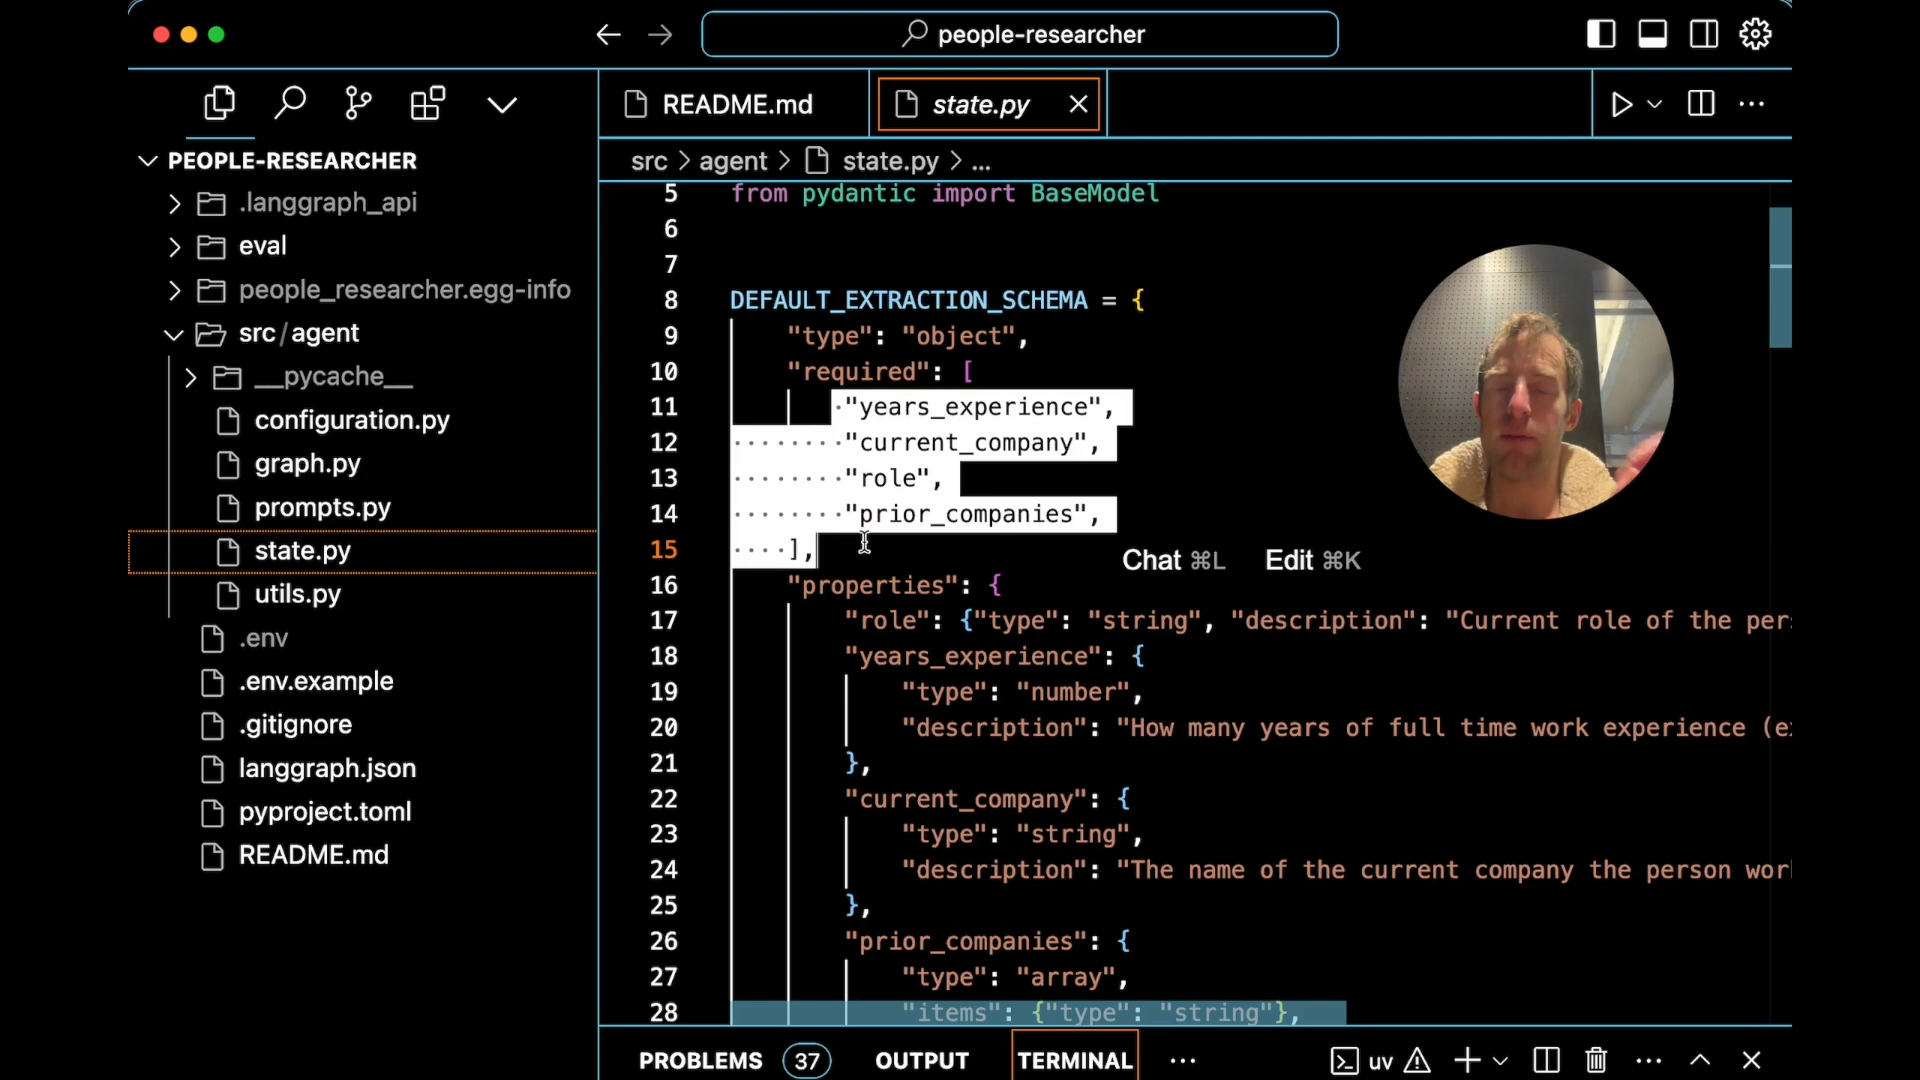 people-researcher
README.md
state.py
PEOPLE-RESEARCHER
.langgraph_api
eval
people_researcher.egg-info
src/agent
__pycache__
configuration.py
graph.py
prompts.py
state.py
utils.py
.env
.env.example
.gitignore
langgraph.json
pyproject.toml
README.md
src > agent > state.py > ...
5 from pydantic import BaseModel
6
7
8 DEFAULT_EXTRACTION_SCHEMA = {
9 "type": "object",
10 "required": [
11 "years_experience",
12 "current_company",
13 "role",
14 "prior_companies",
15 ],
Chat ⌘L Edit ⌘K
16 "properties": {
17 "role": {"type": "string", "description": "Current role of the per
18 "years_experience": {
19 "type": "number",
20 "description": "How many years of full time work experience (e
21 },
22 "current_company": {
23 "type": "string",
24 "description": "The name of the current company the person wor
25 },
26 "prior_companies": {
27 "type": "array",
28 "items": {"type": "string"},
PROBLEMS 37 OUTPUT TERMINAL ...
uv